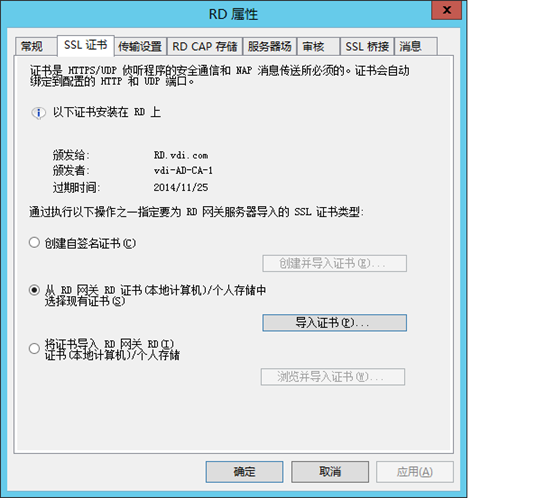 RD 属性
常规 SSL 证书 传输设置 RD CAP 存储 服务器场 审核 SSL 桥接 消息
证书是 HTTPS/UDP 侦听程序的安全通信和 NAP 消息传送所必须的。证书会自动
绑定到配置的 HTTP 和 UDP 端口。
以下证书安装在 RD 上
颁发给: RD.vdi.com
颁发者: vdi-AD-CA-1
过期时间: 2014/11/25
通过执行以下操作之一指定要为 RD 网关服务器导入的 SSL 证书类型:
创建自签名证书(C)
创建并导入证书(E)...
从 RD 网关 RD 证书(本地计算机)/个人存储中
选择现有证书(S)
导入证书(P)...
将证书导入 RD 网关 RD(I)
证书(本地计算机)/个人存储
浏览并导入证书(W)...
确定 取消 应用(A)